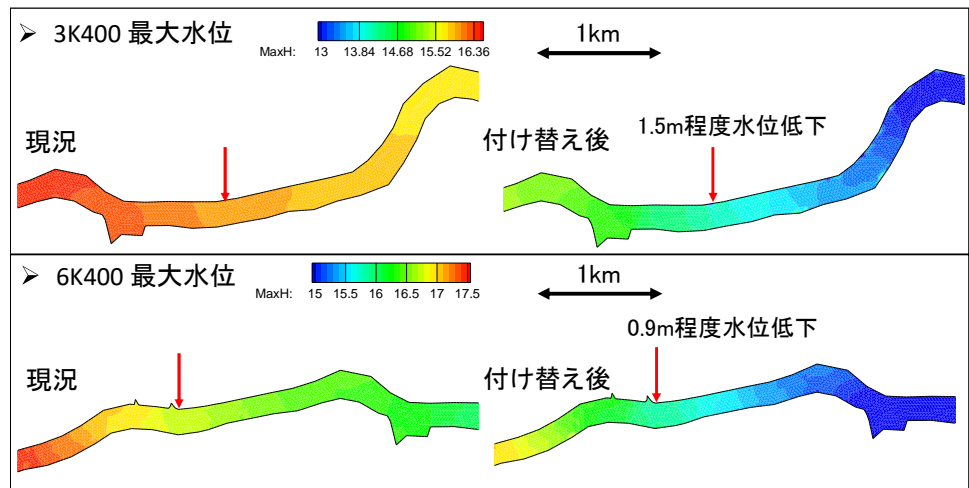 ➢ 3K400 最大水位
MaxH: 13 13.84 14.68 15.52 16.36
1km
現況
付け替え後
1.5m程度水位低下
➢ 6K400 最大水位
MaxH: 15 15.5 16 16.5 17 17.5
1km
0.9m程度水位低下
現況
付け替え後